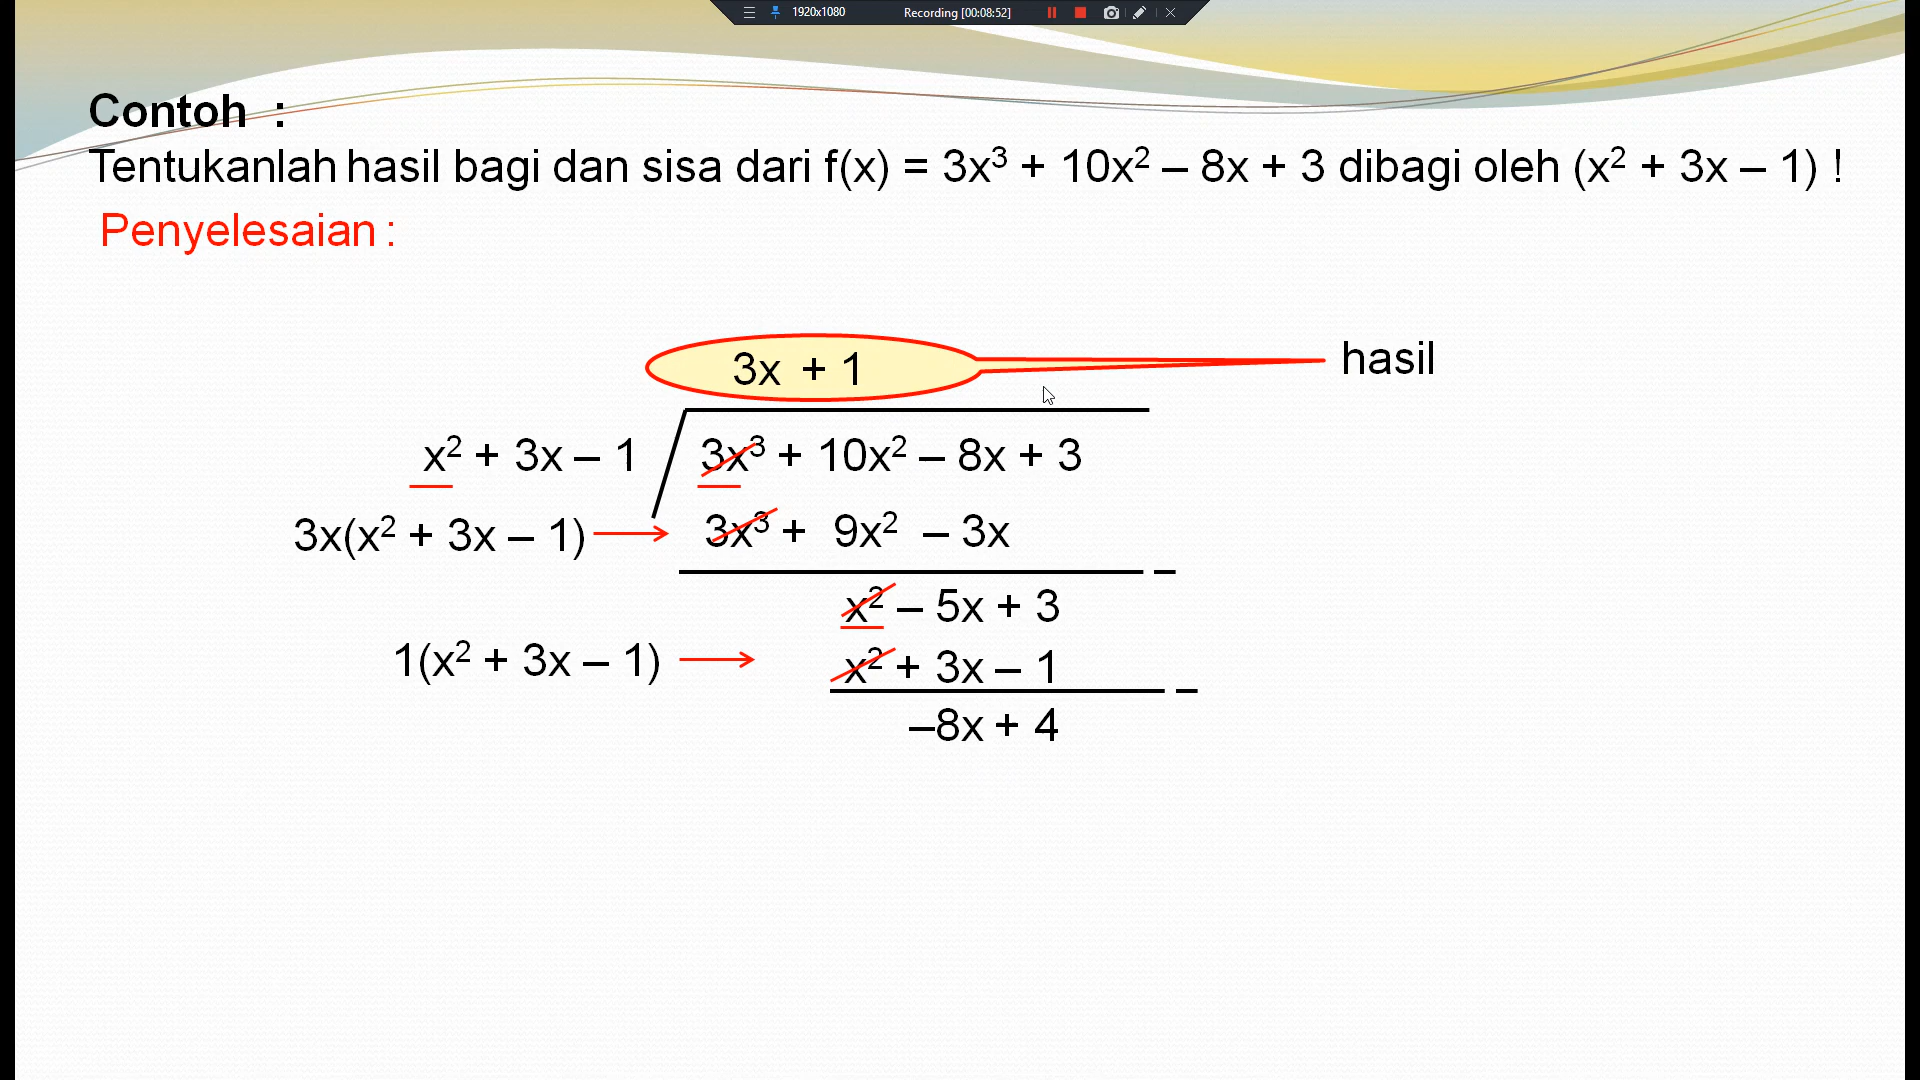 1920x1080 Recording [00:08:52]
Contoh :
Tentukanlah hasil bagi dan sisa dari f(x) = 3x³ + 10x² – 8x + 3 dibagi oleh (x² + 3x – 1) !
Penyelesaian :
3x + 1 hasil
x² + 3x – 1 3x³ + 10x² – 8x + 3
3x(x² + 3x – 1) → 3x³ + 9x² – 3x
–
x² – 5x + 3
1(x² + 3x – 1) → x² + 3x – 1
–
–8x + 4